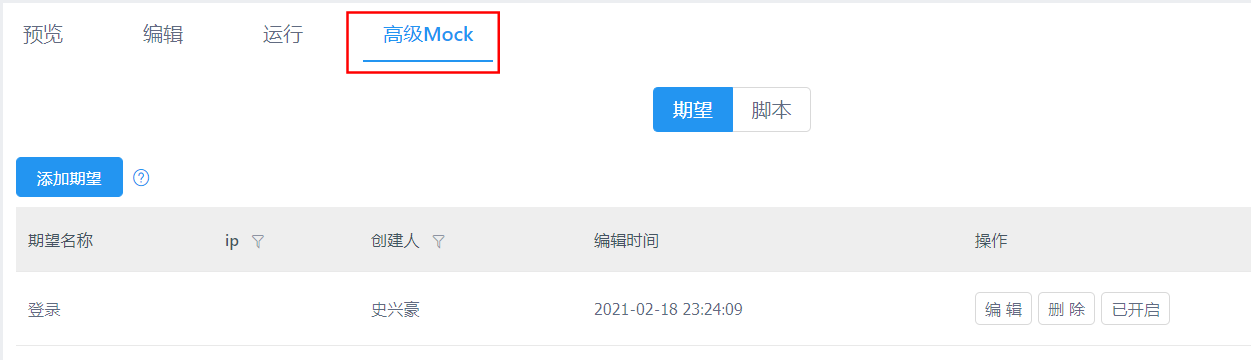 预览 编辑 运行 高级Mock
期望 脚本
添加期望 ?
期望名称 ip 创建人 编辑时间 操作
登录 史兴豪 2021-02-18 23:24:09 编 辑 删 除 已开启